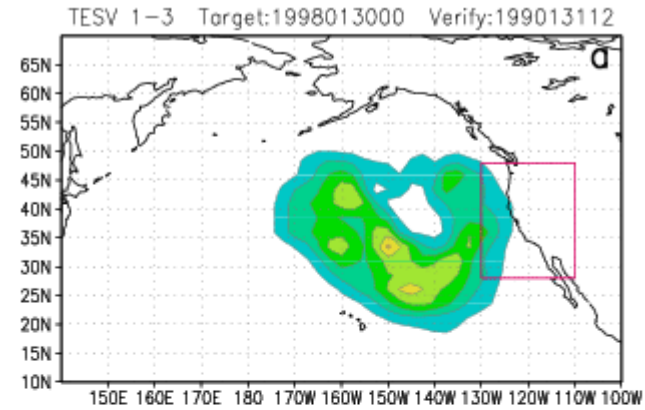 TESV 1-3 Target:1998013000 Verify:199013112
a
65N
60N
55N
50N
45N
40N
35N
30N
25N
20N
15N
10N
150E 160E 170E 180 170W 160W 150W 140W 130W 120W 110W 100W